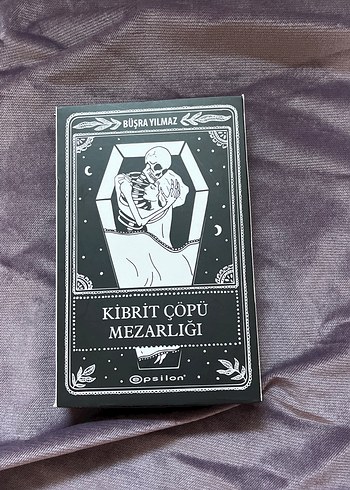 BÜŞRA YILMAZ
KİBRİT ÇÖPÜ
MEZARLIĞI
epsilon